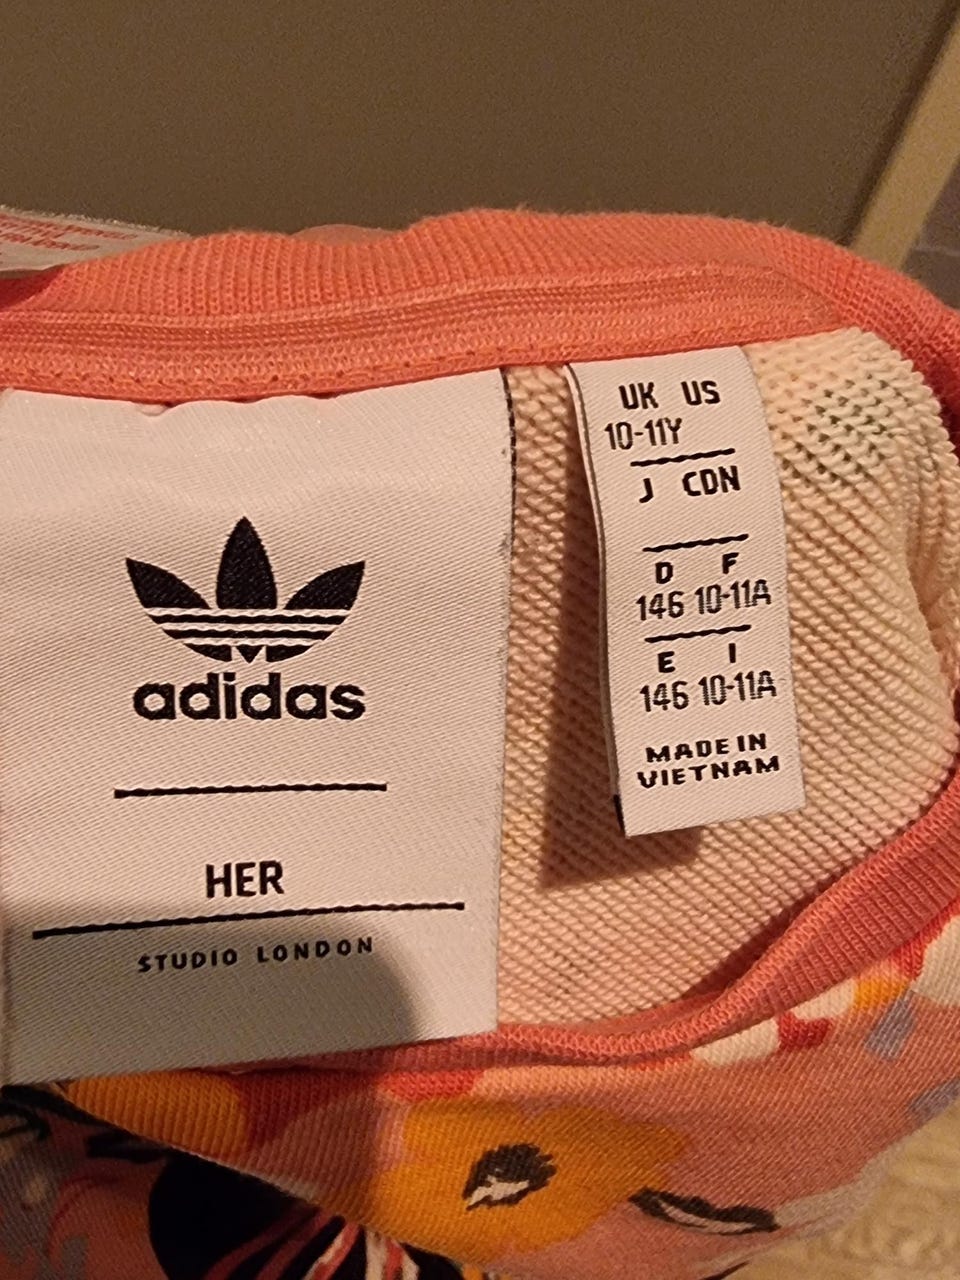 adidas
HER
STUDIO LONDON
UK US
10-11Y
J CDN
D F
146 10-11A
E I
146 10-11A
MADE IN
VIETNAM